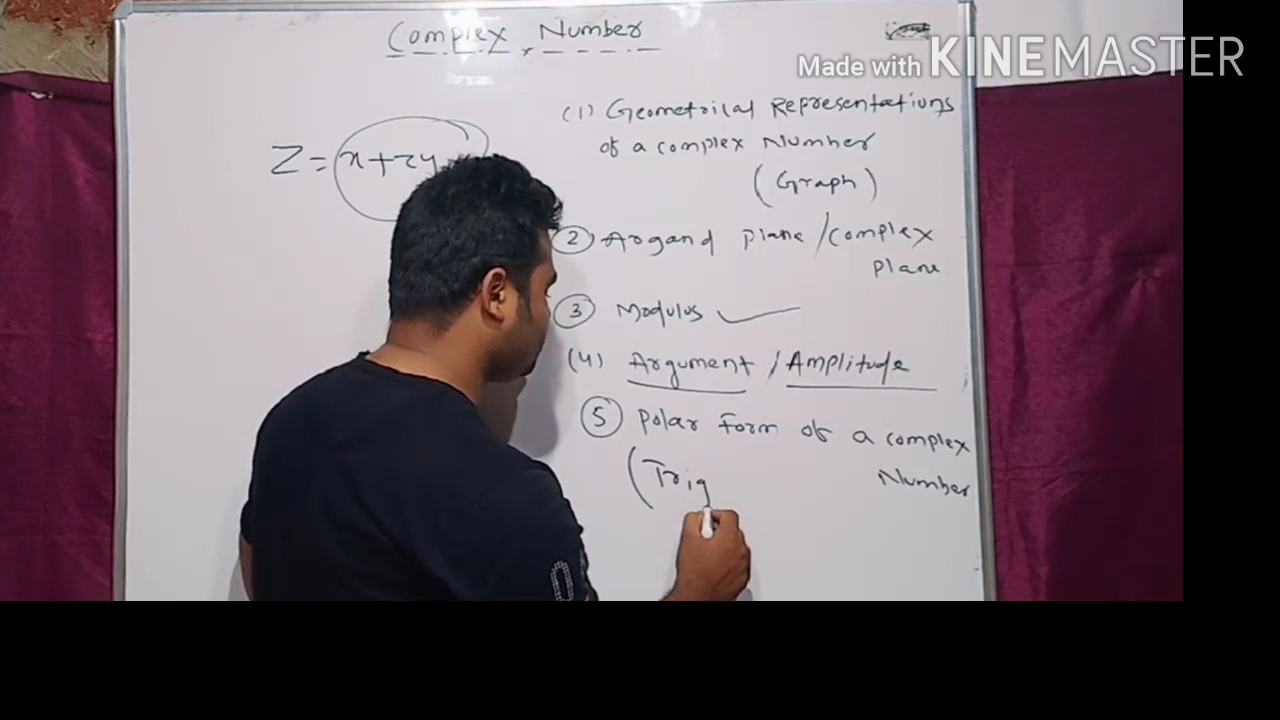 Complex Number
Made with KINEMASTER
Z = x+iy
(1) Geometrical Representations
of a complex Number
(Graph)
(2) Argand plane / complex
plane
(3) Modulus
(4) Argument / Amplitude
(5) Polar Form of a complex
Number
(Trig